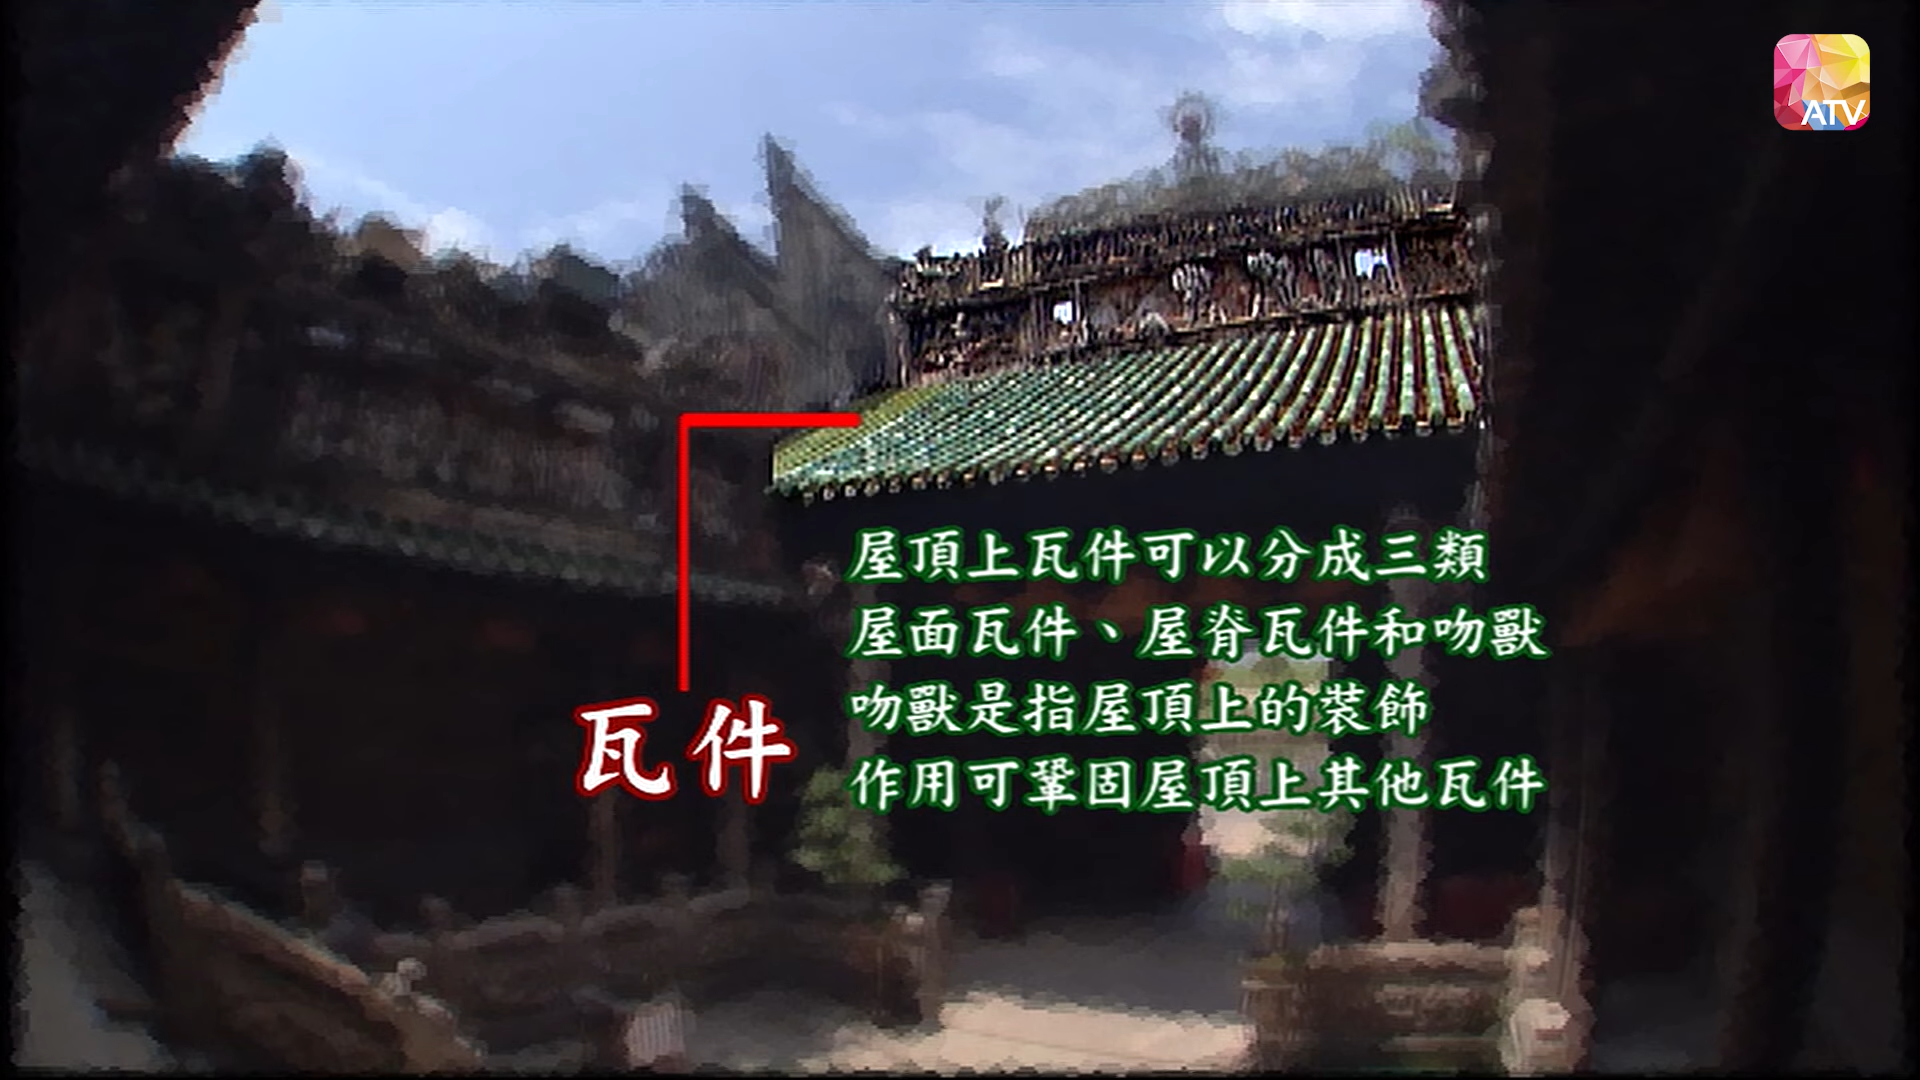 ATV
屋頂上瓦件可以分成三類
屋面瓦件、屋脊瓦件和吻獸
吻獸是指屋頂上的裝飾
作用可鞏固屋頂上其他瓦件
瓦件